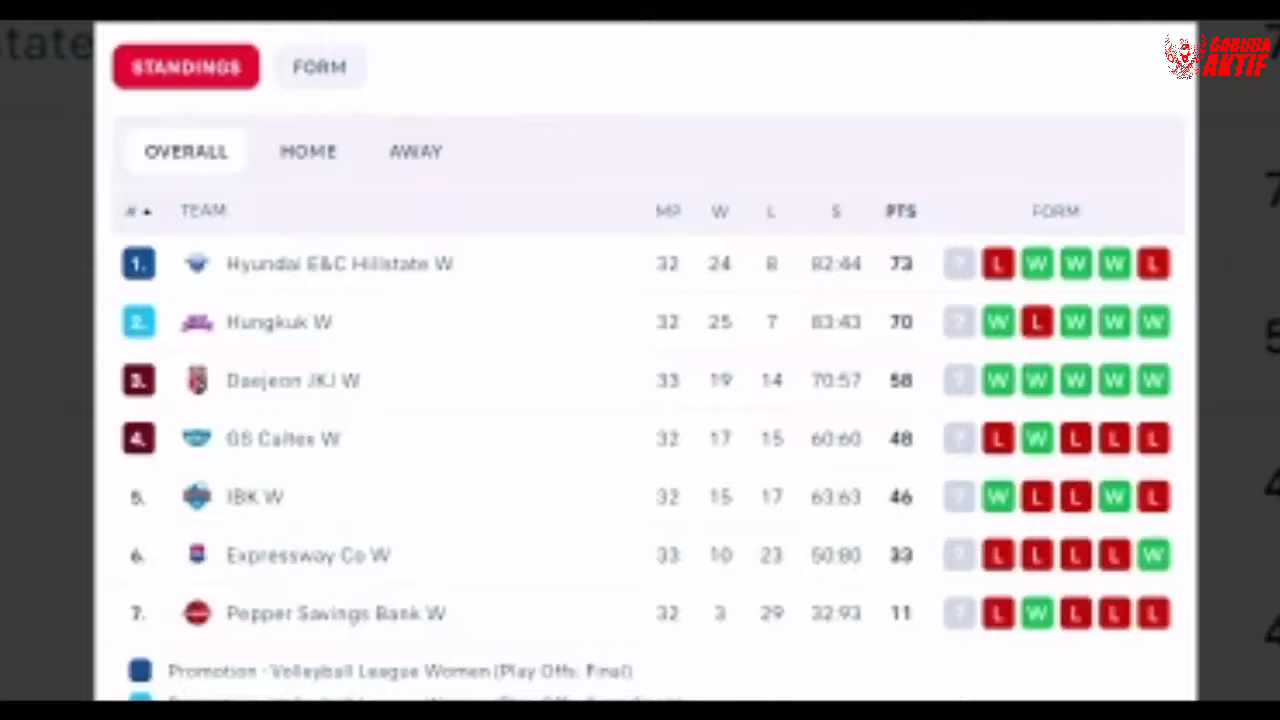 tate
GARUDA
AKTIF
STANDINGS FORM
OVERALL HOME AWAY
# TEAM MP W L S PTS FORM
1. Hyundai E&C Hillstate W 32 24 8 82:44 73 ? L W W W L
2. Hungkuk W 32 25 7 83:43 70 ? W L W W W
3. Daejeon JKJ W 33 19 14 70:57 58 ? W W W W W
4. GS Caltex W 32 17 15 60:60 48 ? L W L L L
5. IBK W 32 15 17 63:63 46 ? W L L W L
6. Expressway Co W 33 10 23 50:80 33 ? L L L L W
7. Pepper Savings Bank W 32 3 29 32:93 11 ? L W L L L
Promotion - Volleyball League Women (Play Offs: Final)